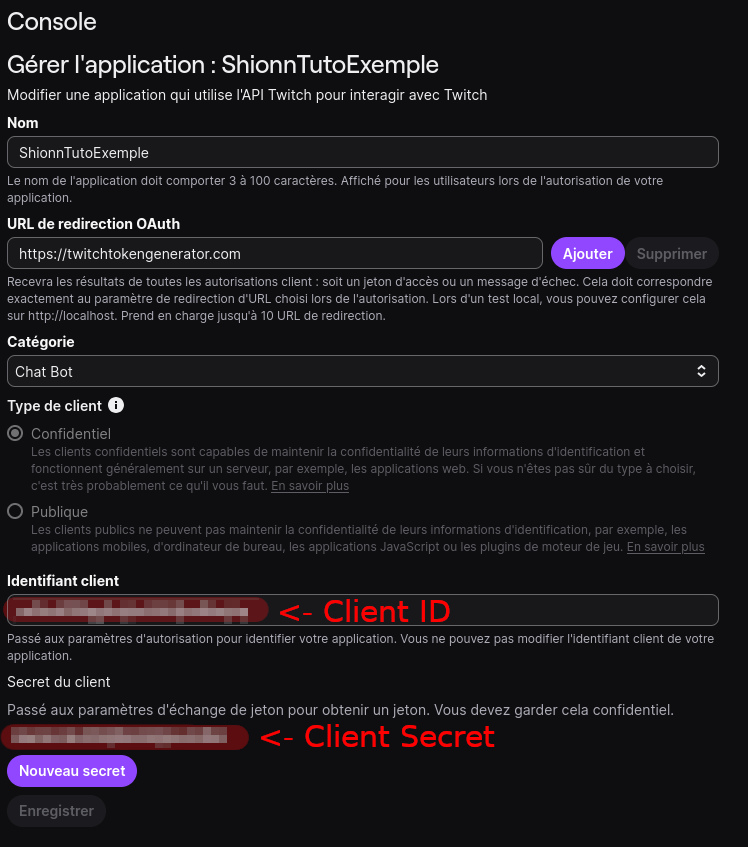 Console
Gérer l'application : ShionnTutoExemple
Modifier une application qui utilise l'API Twitch pour interagir avec Twitch
Nom
ShionnTutoExemple
Le nom de l'application doit comporter 3 à 100 caractères. Affiché pour les utilisateurs lors de l'autorisation de votre
application.
URL de redirection OAuth
https://twitchtokengenerator.com
Ajouter
Supprimer
Recevra les résultats de toutes les autorisations client : soit un jeton d'accès ou un message d'échec. Cela doit correspondre
exactement au paramètre de redirection d'URL choisi lors de l'autorisation. Lors d'un test local, vous pouvez configurer cela
sur http://localhost. Prend en charge jusqu'à 10 URL de redirection.
Catégorie
Chat Bot
Type de client
Confidentiel
Les clients confidentiels sont capables de maintenir la confidentialité de leurs informations d'identification et
fonctionnent généralement sur un serveur, par exemple, les applications web. Si vous n'êtes pas sûr du type à choisir,
c'est très probablement ce qu'il vous faut. En savoir plus
Publique
Les clients publics ne peuvent pas maintenir la confidentialité de leurs informations d'identification, par exemple, les
applications mobiles, d'ordinateur de bureau, les applications JavaScript ou les plugins de moteur de jeu. En savoir plus
Identifiant client
<- Client ID
Passé aux paramètres d'autorisation pour identifier votre application. Vous ne pouvez pas modifier l'identifiant client de votre
application.
Secret du client
Passé aux paramètres d'échange de jeton pour obtenir un jeton. Vous devez garder cela confidentiel.
<- Client Secret
Nouveau secret
Enregistrer